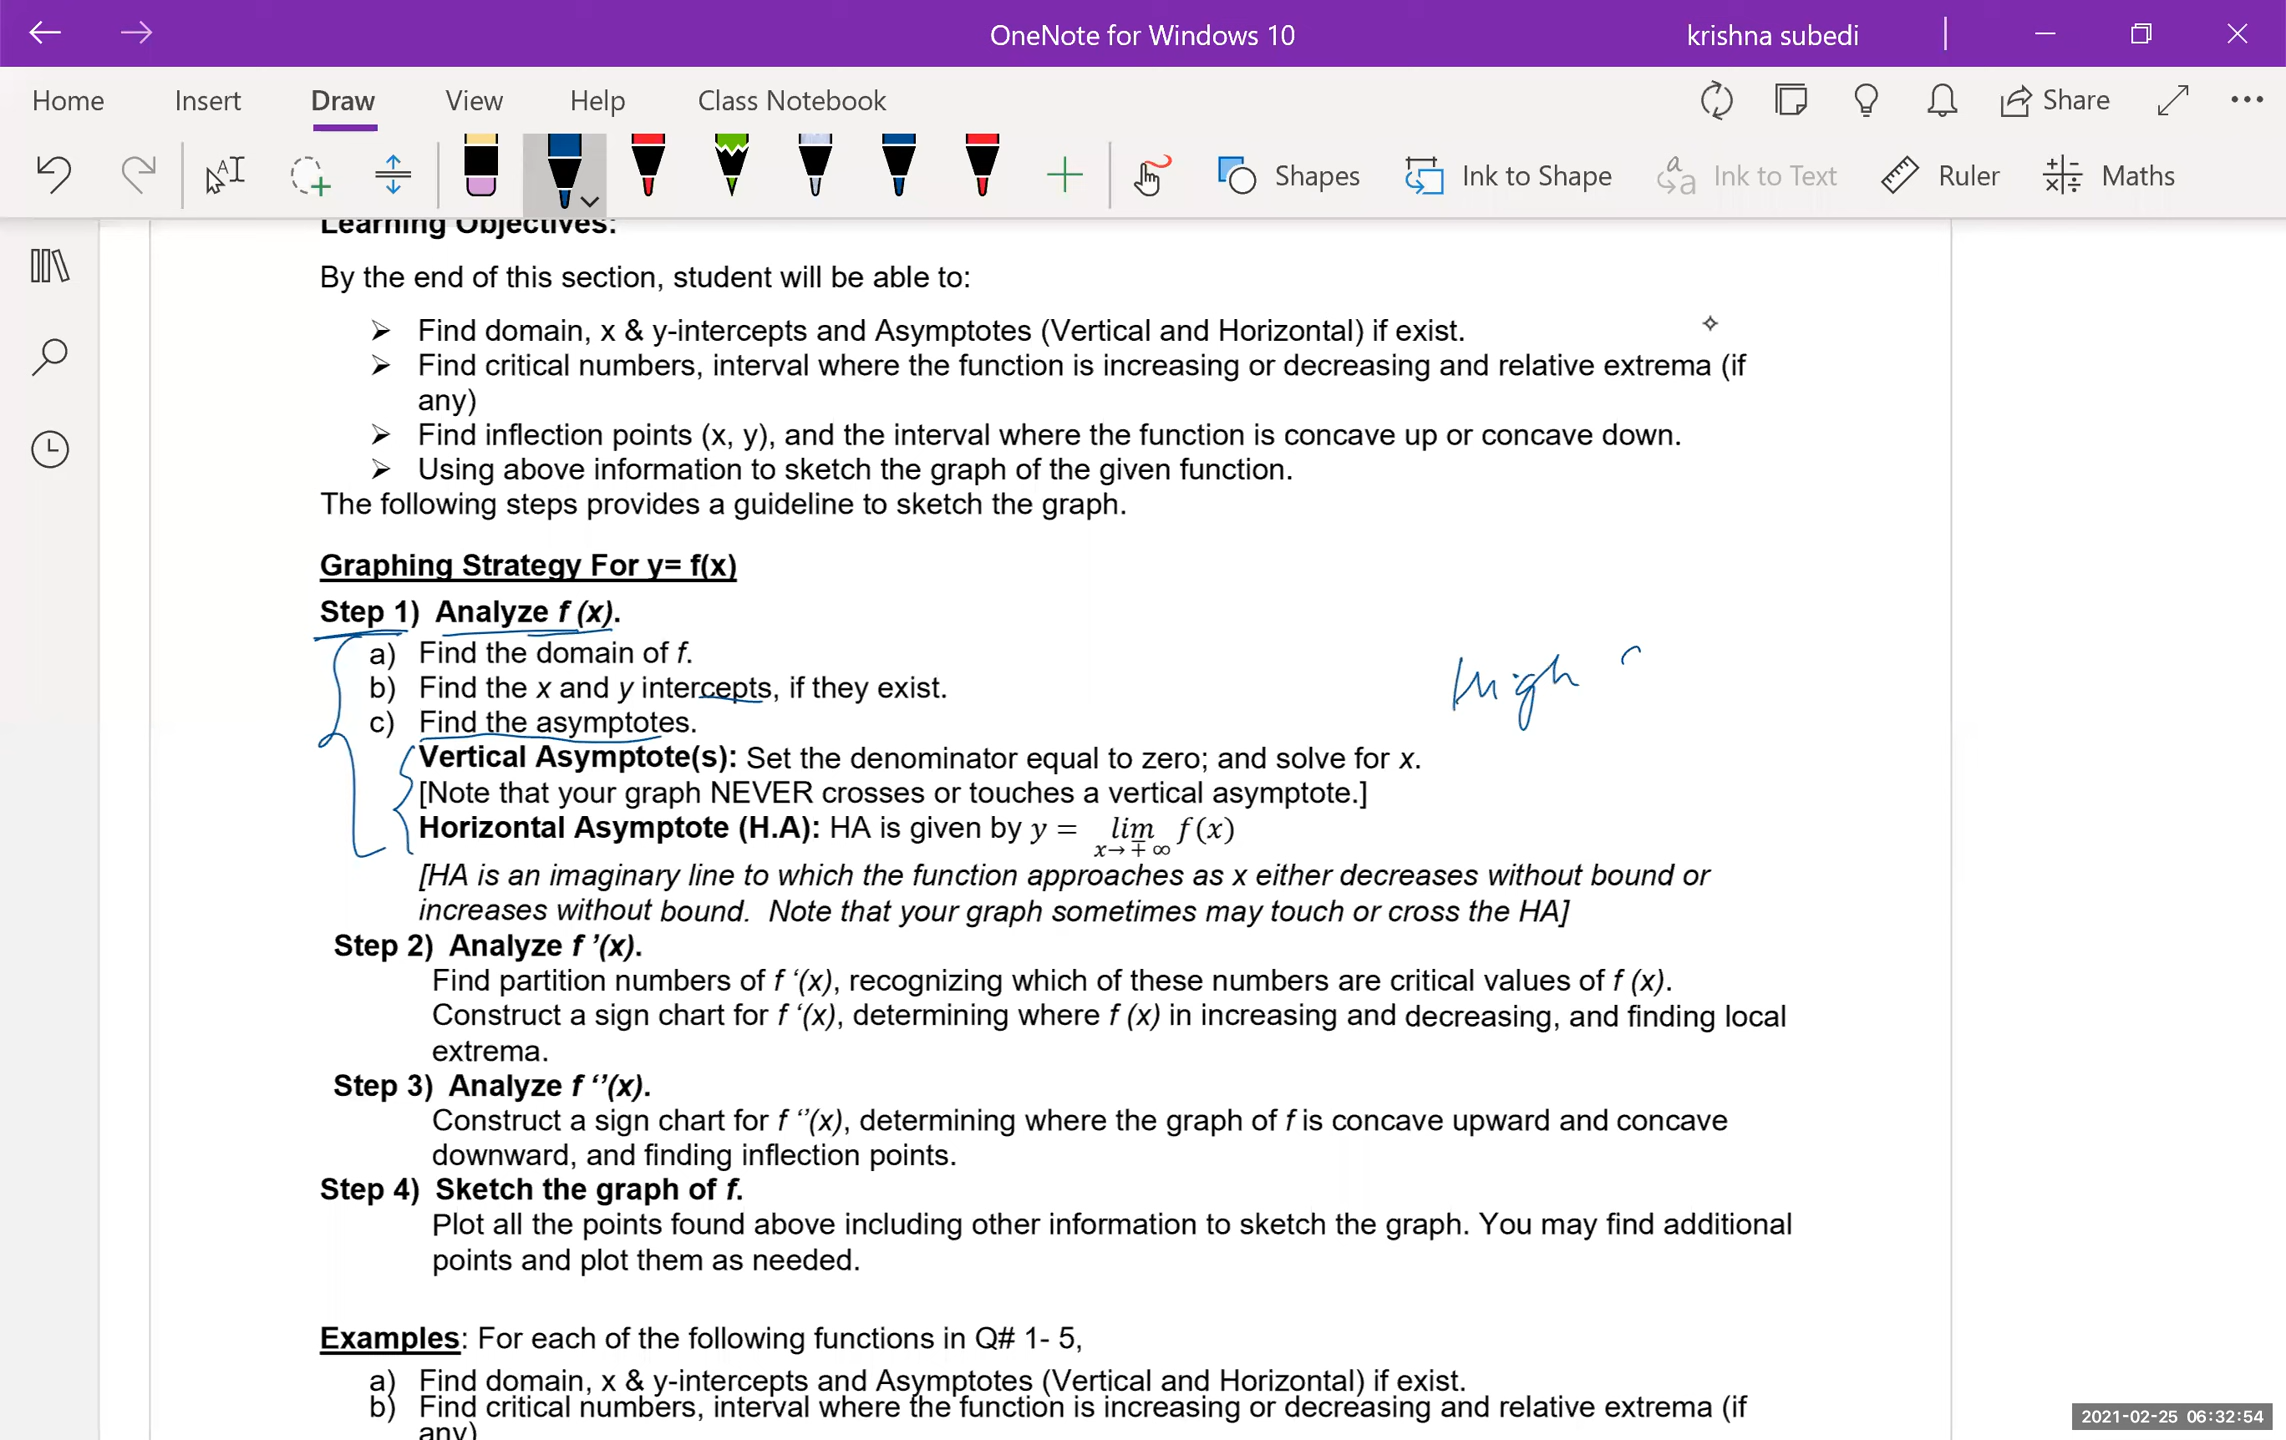 OneNote for Windows 10
krishna subedi
Home Insert Draw View Help Class Notebook Share
Shapes Ink to Shape Ink to Text Ruler Maths
Learning Objectives:
By the end of this section, student will be able to:
➢ Find domain, x & y-intercepts and Asymptotes (Vertical and Horizontal) if exist.
➢ Find critical numbers, interval where the function is increasing or decreasing and relative extrema (if
any)
➢ Find inflection points (x, y), and the interval where the function is concave up or concave down.
➢ Using above information to sketch the graph of the given function.
The following steps provides a guideline to sketch the graph.
Graphing Strategy For y= f(x)
Step 1) Analyze f (x).
a) Find the domain of f.
b) Find the x and y intercepts, if they exist.
high
c) Find the asymptotes.
Vertical Asymptote(s): Set the denominator equal to zero; and solve for x.
[Note that your graph NEVER crosses or touches a vertical asymptote.]
Horizontal Asymptote (H.A): HA is given by y = lim x→∓∞ f(x)
[HA is an imaginary line to which the function approaches as x either decreases without bound or
increases without bound. Note that your graph sometimes may touch or cross the HA]
Step 2) Analyze f ’(x).
Find partition numbers of f ‘(x), recognizing which of these numbers are critical values of f (x).
Construct a sign chart for f ‘(x), determining where f (x) in increasing and decreasing, and finding local
extrema.
Step 3) Analyze f ‘’(x).
Construct a sign chart for f ‘’(x), determining where the graph of f is concave upward and concave
downward, and finding inflection points.
Step 4) Sketch the graph of f.
Plot all the points found above including other information to sketch the graph. You may find additional
points and plot them as needed.
Examples: For each of the following functions in Q# 1- 5,
a) Find domain, x & y-intercepts and Asymptotes (Vertical and Horizontal) if exist.
b) Find critical numbers, interval where the function is increasing or decreasing and relative extrema (if
any)
2021-02-25 06:32:54